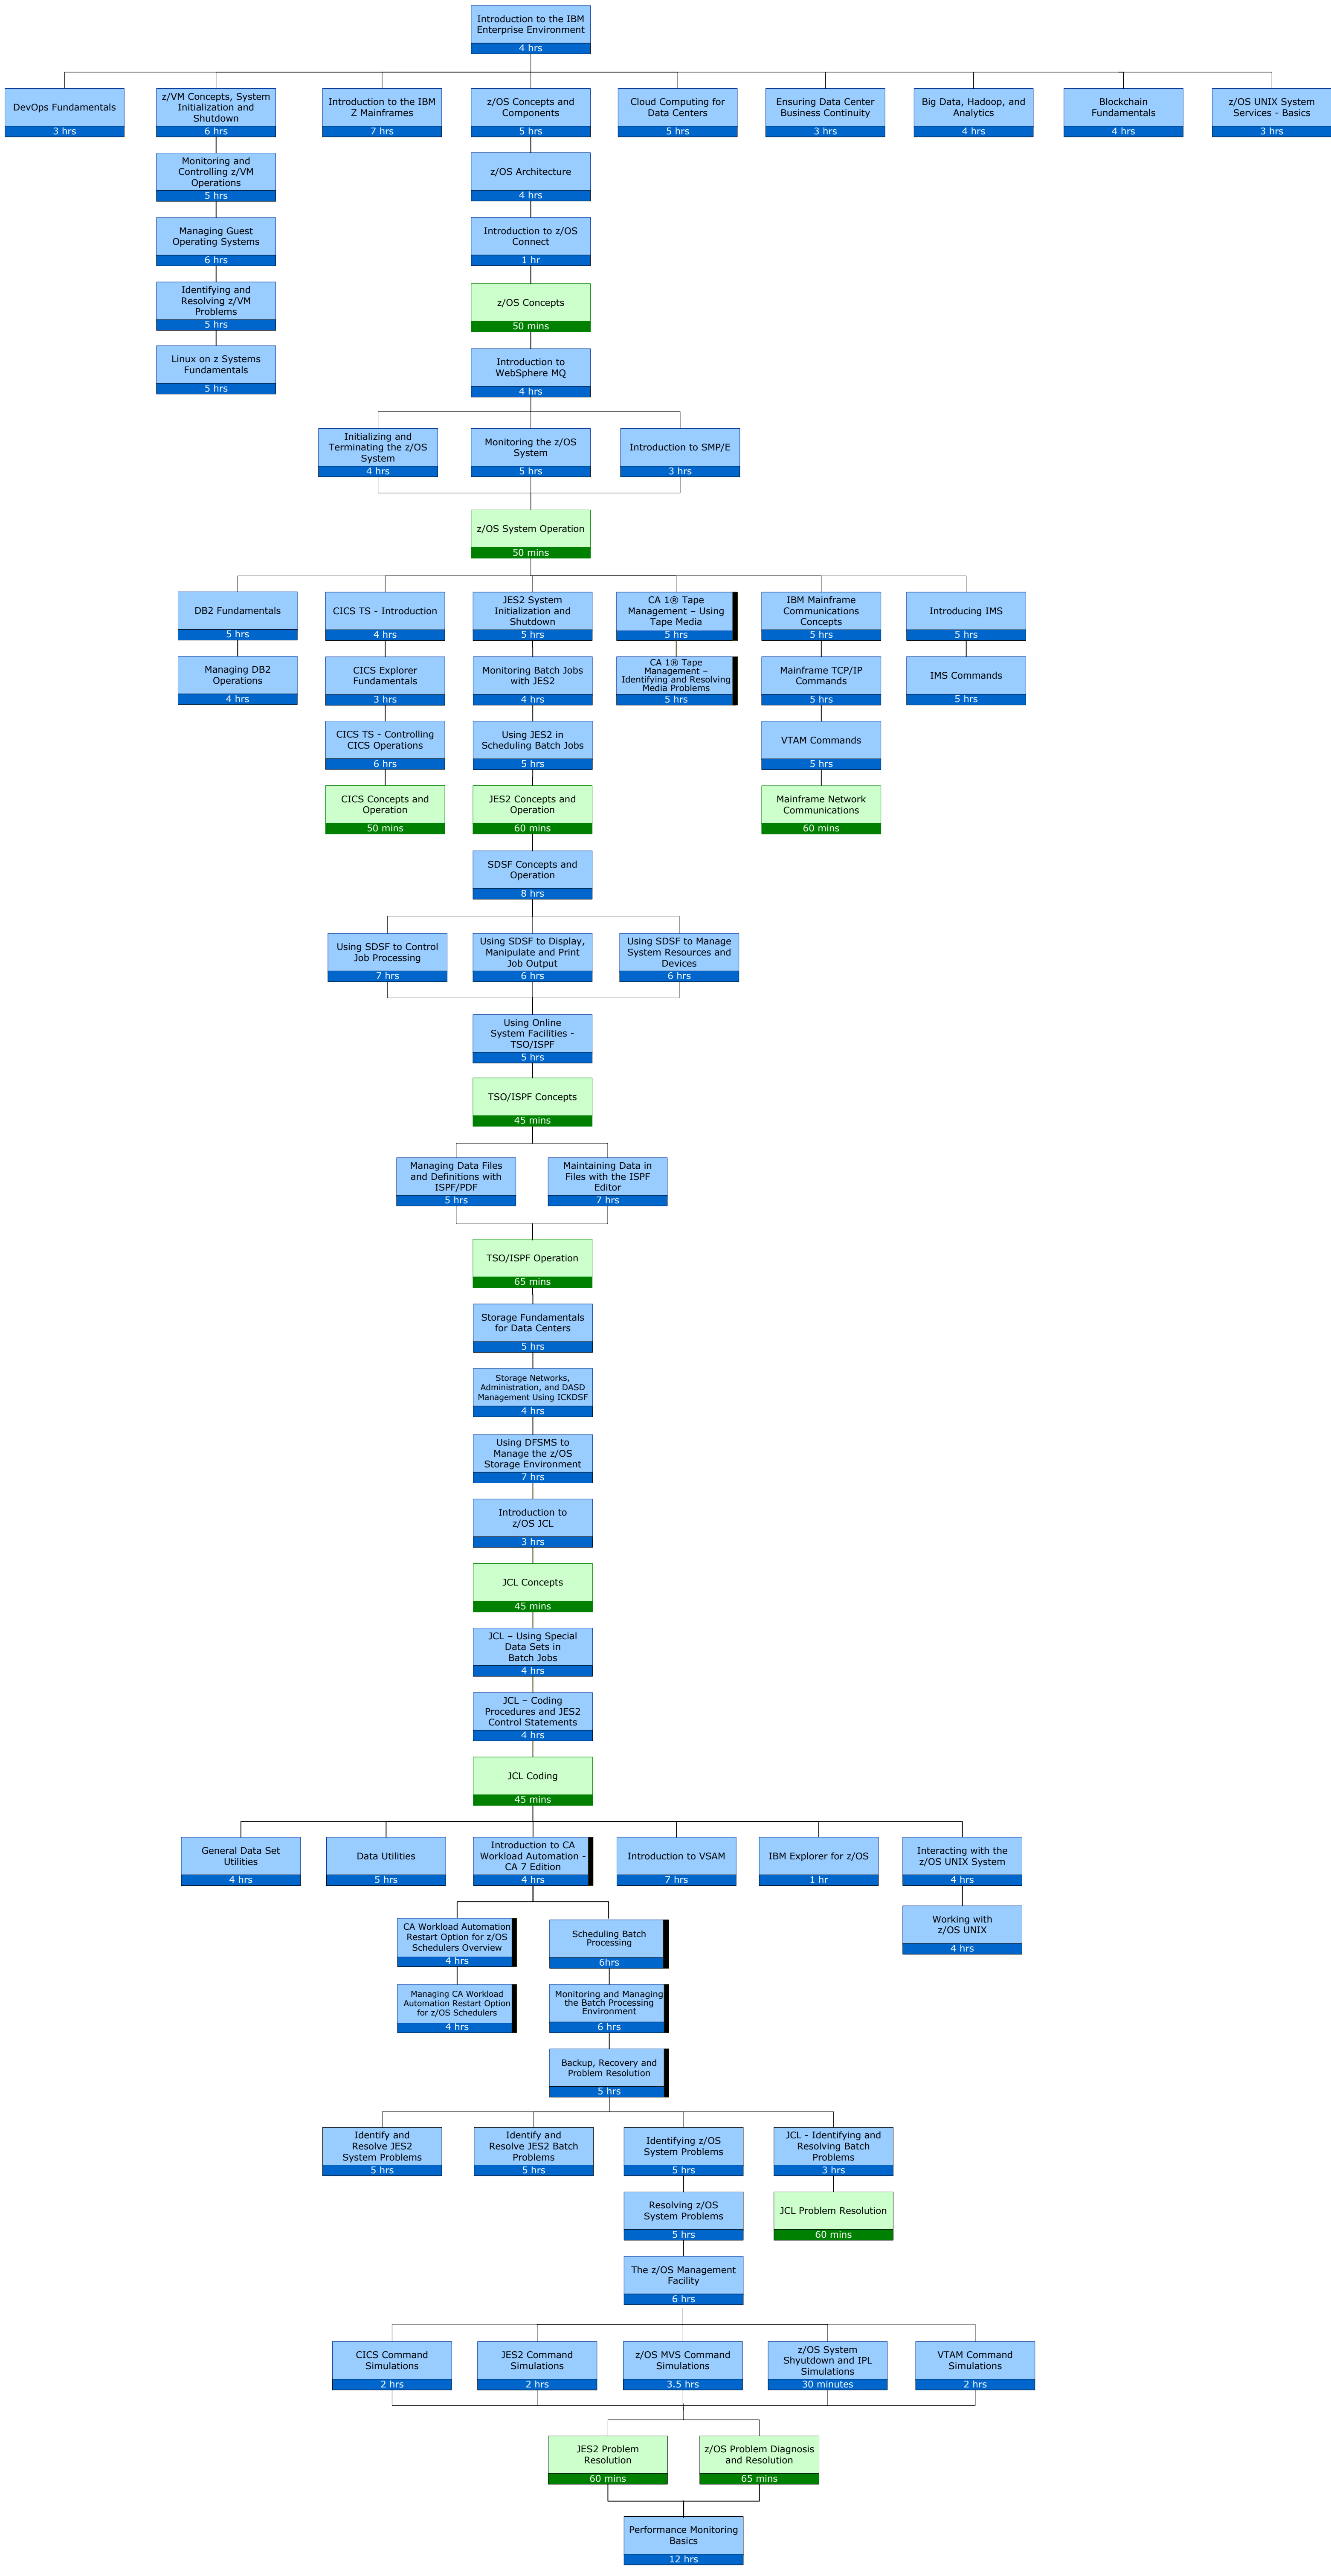 Introduction to the IBM
Enterprise Environment
4 hrs
DevOps Fundamentals
3 hrs
z/VM Concepts, System
Initialization and
Shutdown
6 hrs
Introduction to the IBM
Z Mainframes
7 hrs
z/OS Concepts and
Components
5 hrs
Cloud Computing for
Data Centers
5 hrs
Ensuring Data Center
Business Continuity
3 hrs
Big Data, Hadoop, and
Analytics
4 hrs
Blockchain
Fundamentals
4 hrs
z/OS UNIX System
Services - Basics
3 hrs
Monitoring and
Controlling z/VM
Operations
5 hrs
z/OS Architecture
4 hrs
Managing Guest
Operating Systems
6 hrs
Introduction to z/OS
Connect
1 hr
Identifying and
Resolving z/VM
Problems
5 hrs
z/OS Concepts
50 mins
Linux on z Systems
Fundamentals
5 hrs
Introduction to
WebSphere MQ
4 hrs
Initializing and
Terminating the z/OS
System
4 hrs
Monitoring the z/OS
System
5 hrs
Introduction to SMP/E
3 hrs
z/OS System Operation
50 mins
DB2 Fundamentals
5 hrs
CICS TS - Introduction
4 hrs
JES2 System
Initialization and
Shutdown
5 hrs
CA 1® Tape
Management – Using
Tape Media
5 hrs
IBM Mainframe
Communications
Concepts
5 hrs
Introducing IMS
5 hrs
Managing DB2
Operations
4 hrs
CICS Explorer
Fundamentals
3 hrs
Monitoring Batch Jobs
with JES2
4 hrs
CA 1® Tape
Management –
Identifying and Resolving
Media Problems
5 hrs
Mainframe TCP/IP
Commands
5 hrs
IMS Commands
5 hrs
CICS TS - Controlling
CICS Operations
6 hrs
Using JES2 in
Scheduling Batch Jobs
5 hrs
VTAM Commands
5 hrs
CICS Concepts and
Operation
50 mins
JES2 Concepts and
Operation
60 mins
Mainframe Network
Communications
60 mins
SDSF Concepts and
Operation
8 hrs
Using SDSF to Control
Job Processing
7 hrs
Using SDSF to Display,
Manipulate and Print
Job Output
6 hrs
Using SDSF to Manage
System Resources and
Devices
6 hrs
Using Online
System Facilities -
TSO/ISPF
5 hrs
TSO/ISPF Concepts
45 mins
Managing Data Files
and Definitions with
ISPF/PDF
5 hrs
Maintaining Data in
Files with the ISPF
Editor
7 hrs
TSO/ISPF Operation
65 mins
Storage Fundamentals
for Data Centers
5 hrs
Storage Networks,
Administration, and DASD
Management Using ICKDSF
4 hrs
Using DFSMS to
Manage the z/OS
Storage Environment
7 hrs
Introduction to
z/OS JCL
3 hrs
JCL Concepts
45 mins
JCL – Using Special
Data Sets in
Batch Jobs
4 hrs
JCL – Coding
Procedures and JES2
Control Statements
4 hrs
JCL Coding
45 mins
General Data Set
Utilities
4 hrs
Data Utilities
5 hrs
Introduction to CA
Workload Automation -
CA 7 Edition
4 hrs
Introduction to VSAM
7 hrs
IBM Explorer for z/OS
1 hr
Interacting with the
z/OS UNIX System
4 hrs
CA Workload Automation
Restart Option for z/OS
Schedulers Overview
4 hrs
Scheduling Batch
Processing
6hrs
Working with
z/OS UNIX
4 hrs
Managing CA Workload
Automation Restart Option
for z/OS Schedulers
4 hrs
Monitoring and Managing
the Batch Processing
Environment
6 hrs
Backup, Recovery and
Problem Resolution
5 hrs
Identify and
Resolve JES2
System Problems
5 hrs
Identify and
Resolve JES2 Batch
Problems
5 hrs
Identifying z/OS
System Problems
5 hrs
JCL - Identifying and
Resolving Batch
Problems
3 hrs
Resolving z/OS
System Problems
5 hrs
JCL Problem Resolution
60 mins
The z/OS Management
Facility
6 hrs
CICS Command
Simulations
2 hrs
JES2 Command
Simulations
2 hrs
z/OS MVS Command
Simulations
3.5 hrs
z/OS System
Shyutdown and IPL
Simulations
30 minutes
VTAM Command
Simulations
2 hrs
JES2 Problem
Resolution
60 mins
z/OS Problem Diagnosis
and Resolution
65 mins
Performance Monitoring
Basics
12 hrs